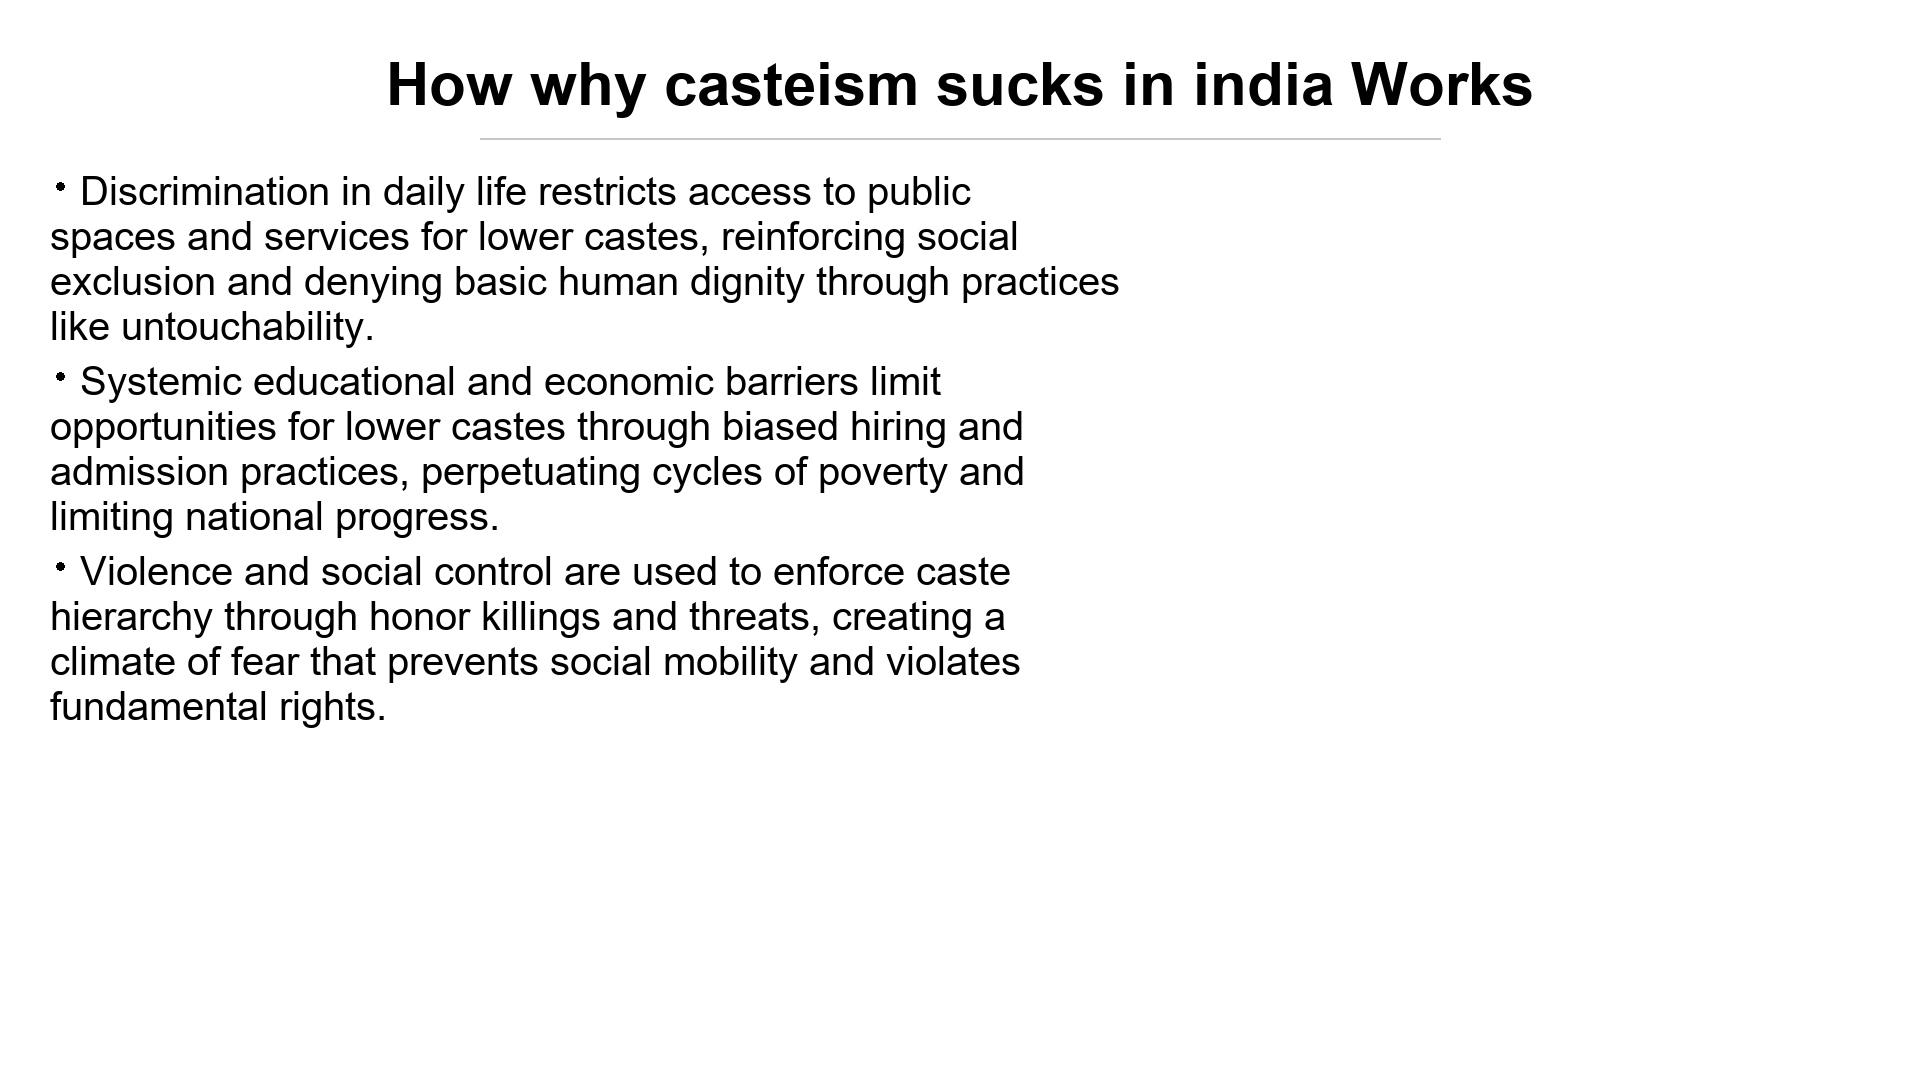 How why casteism sucks in india Works
• Discrimination in daily life restricts access to public
spaces and services for lower castes, reinforcing social
exclusion and denying basic human dignity through practices
like untouchability.
• Systemic educational and economic barriers limit
opportunities for lower castes through biased hiring and
admission practices, perpetuating cycles of poverty and
limiting national progress.
• Violence and social control are used to enforce caste
hierarchy through honor killings and threats, creating a
climate of fear that prevents social mobility and violates
fundamental rights.